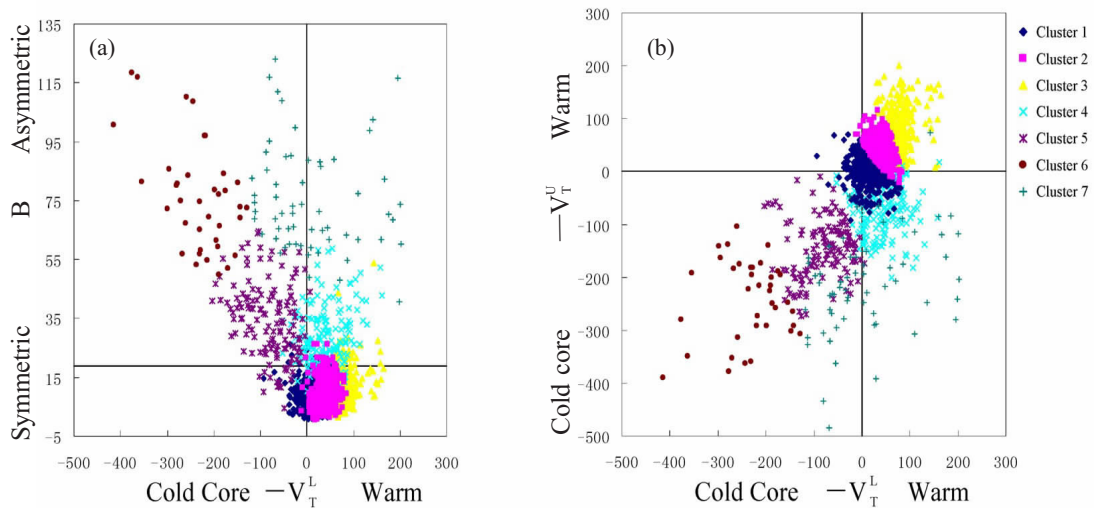 (a)
Asymmetric
B
Symmetric
135
115
95
75
55
35
15
-5
-500 -400 -300 -200 -100 0 100 200 300
Cold Core —V_T^L Warm
(b)
Warm
—V_T^U
Cold core
300
200
100
0
-100
-200
-300
-400
-500
-500 -400 -300 -200 -100 0 100 200 300
Cold Core —V_T^L Warm
Cluster 1
Cluster 2
Cluster 3
Cluster 4
Cluster 5
Cluster 6
Cluster 7